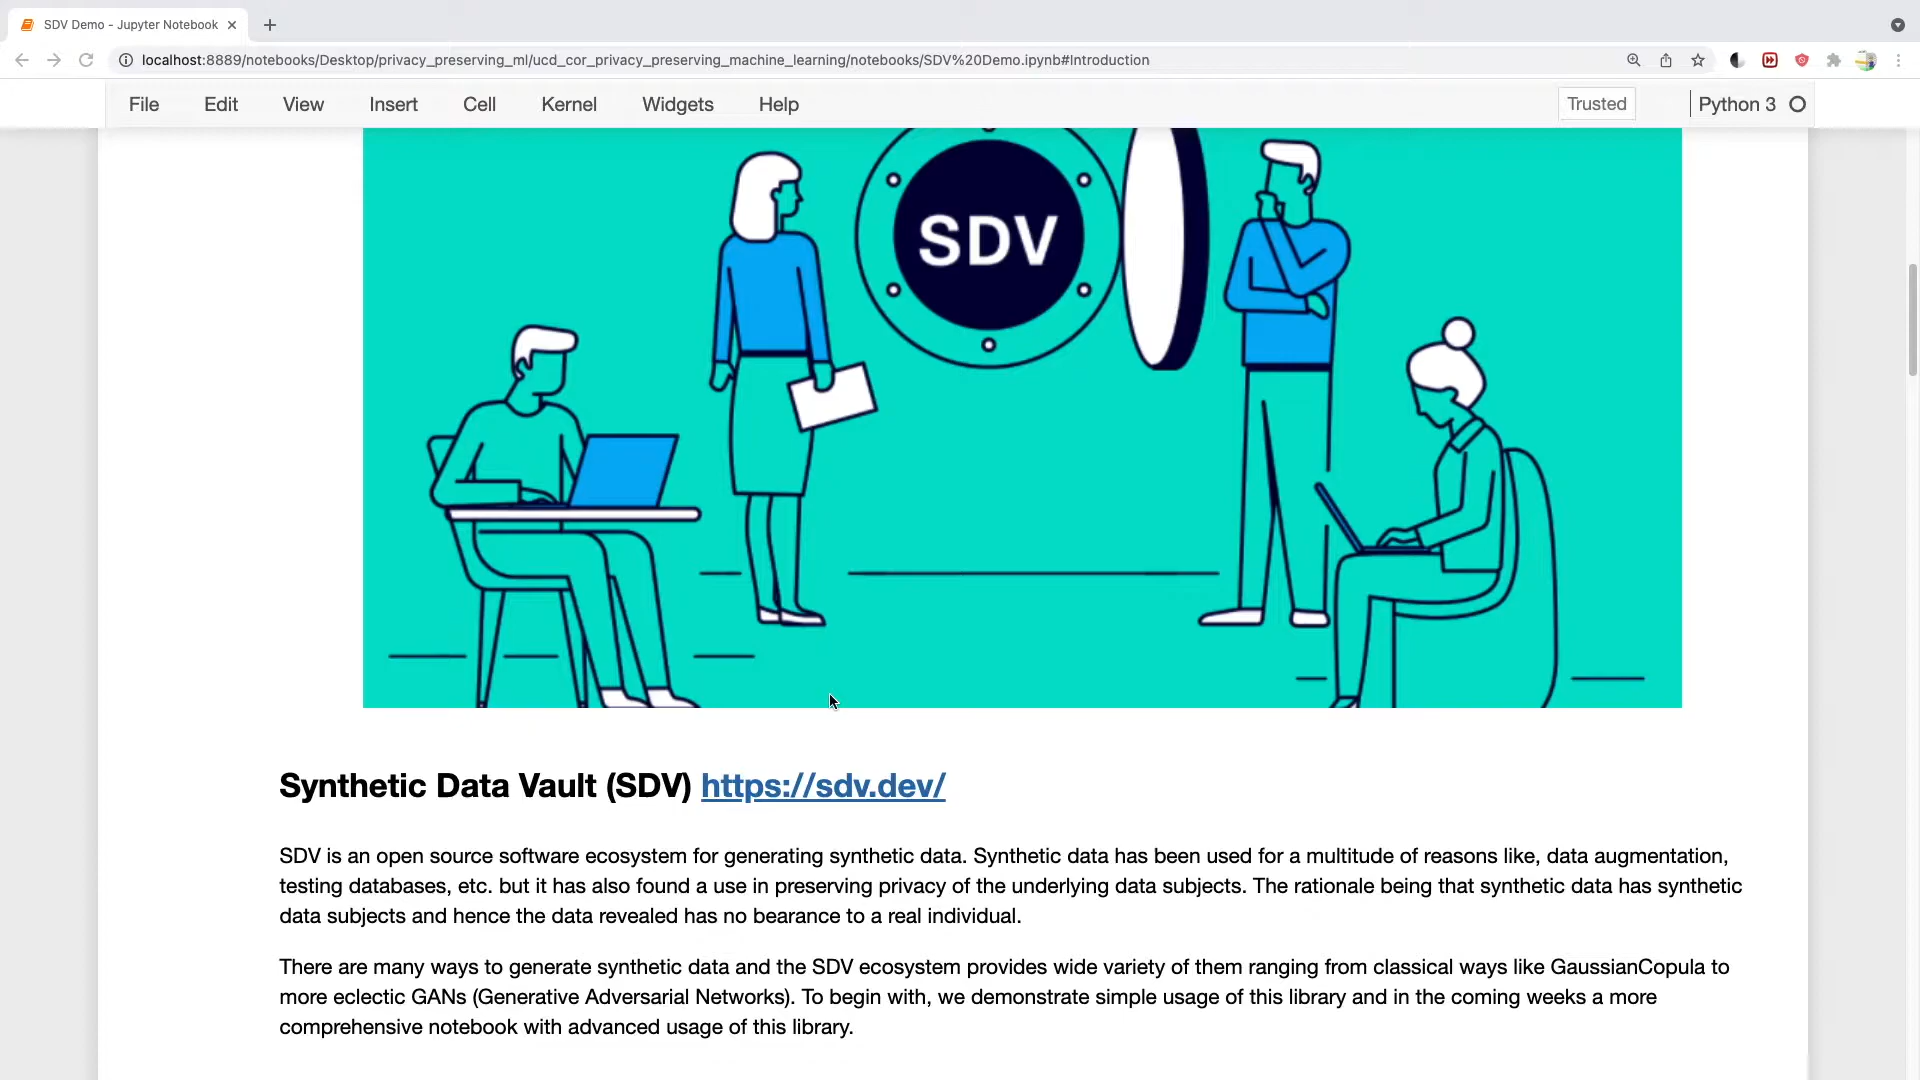 SDV Demo - Jupyter Notebook
localhost:8889/notebooks/Desktop/privacy_preserving_ml/ucd_cor_privacy_preserving_machine_learning/notebooks/SDV%20Demo.ipynb#Introduction
File Edit View Insert Cell Kernel Widgets Help Trusted Python 3
SDV
Synthetic Data Vault (SDV) https://sdv.dev/
SDV is an open source software ecosystem for generating synthetic data. Synthetic data has been used for a multitude of reasons like, data augmentation,
testing databases, etc. but it has also found a use in preserving privacy of the underlying data subjects. The rationale being that synthetic data has synthetic
data subjects and hence the data revealed has no bearance to a real individual.
There are many ways to generate synthetic data and the SDV ecosystem provides wide variety of them ranging from classical ways like GaussianCopula to
more eclectic GANs (Generative Adversarial Networks). To begin with, we demonstrate simple usage of this library and in the coming weeks a more
comprehensive notebook with advanced usage of this library.